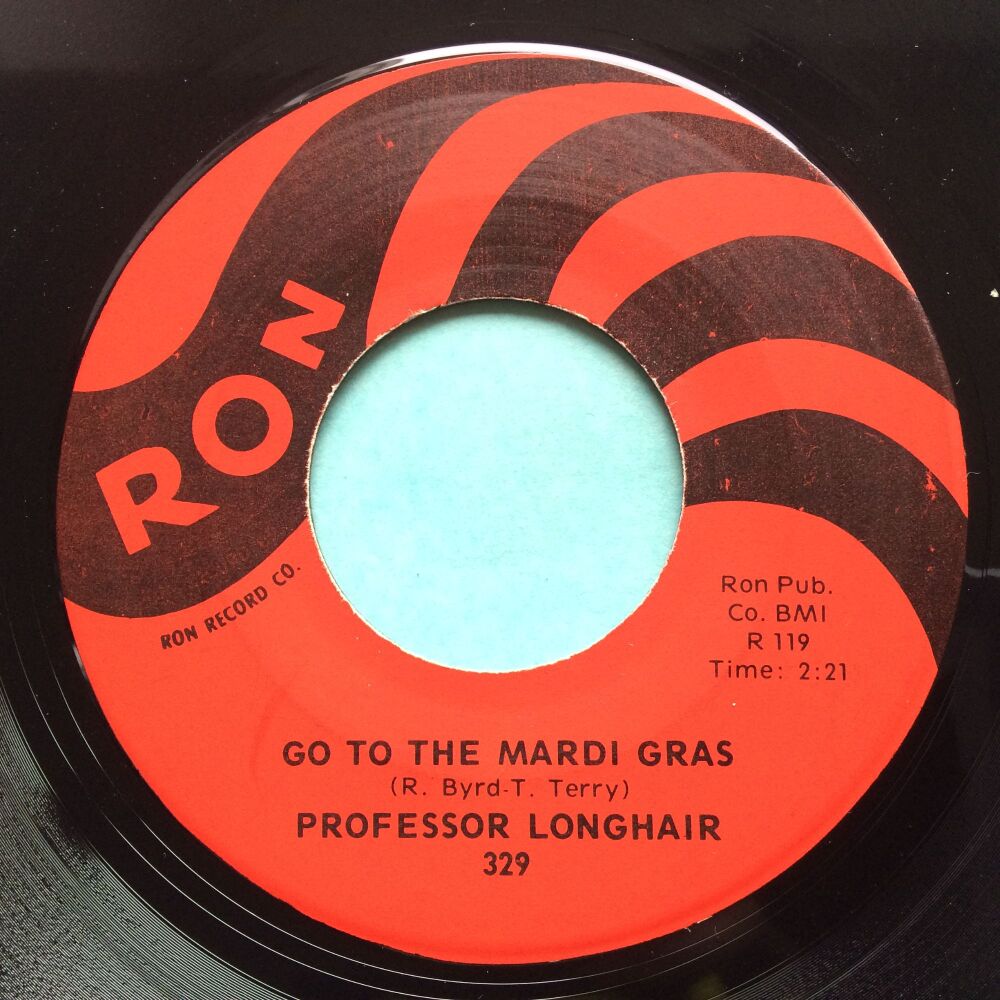 RON
RON RECORD CO.
Ron Pub.
Co. BMI
R 119
Time: 2:21
GO TO THE MARDI GRAS
(R. Byrd-T. Terry)
PROFESSOR LONGHAIR
329